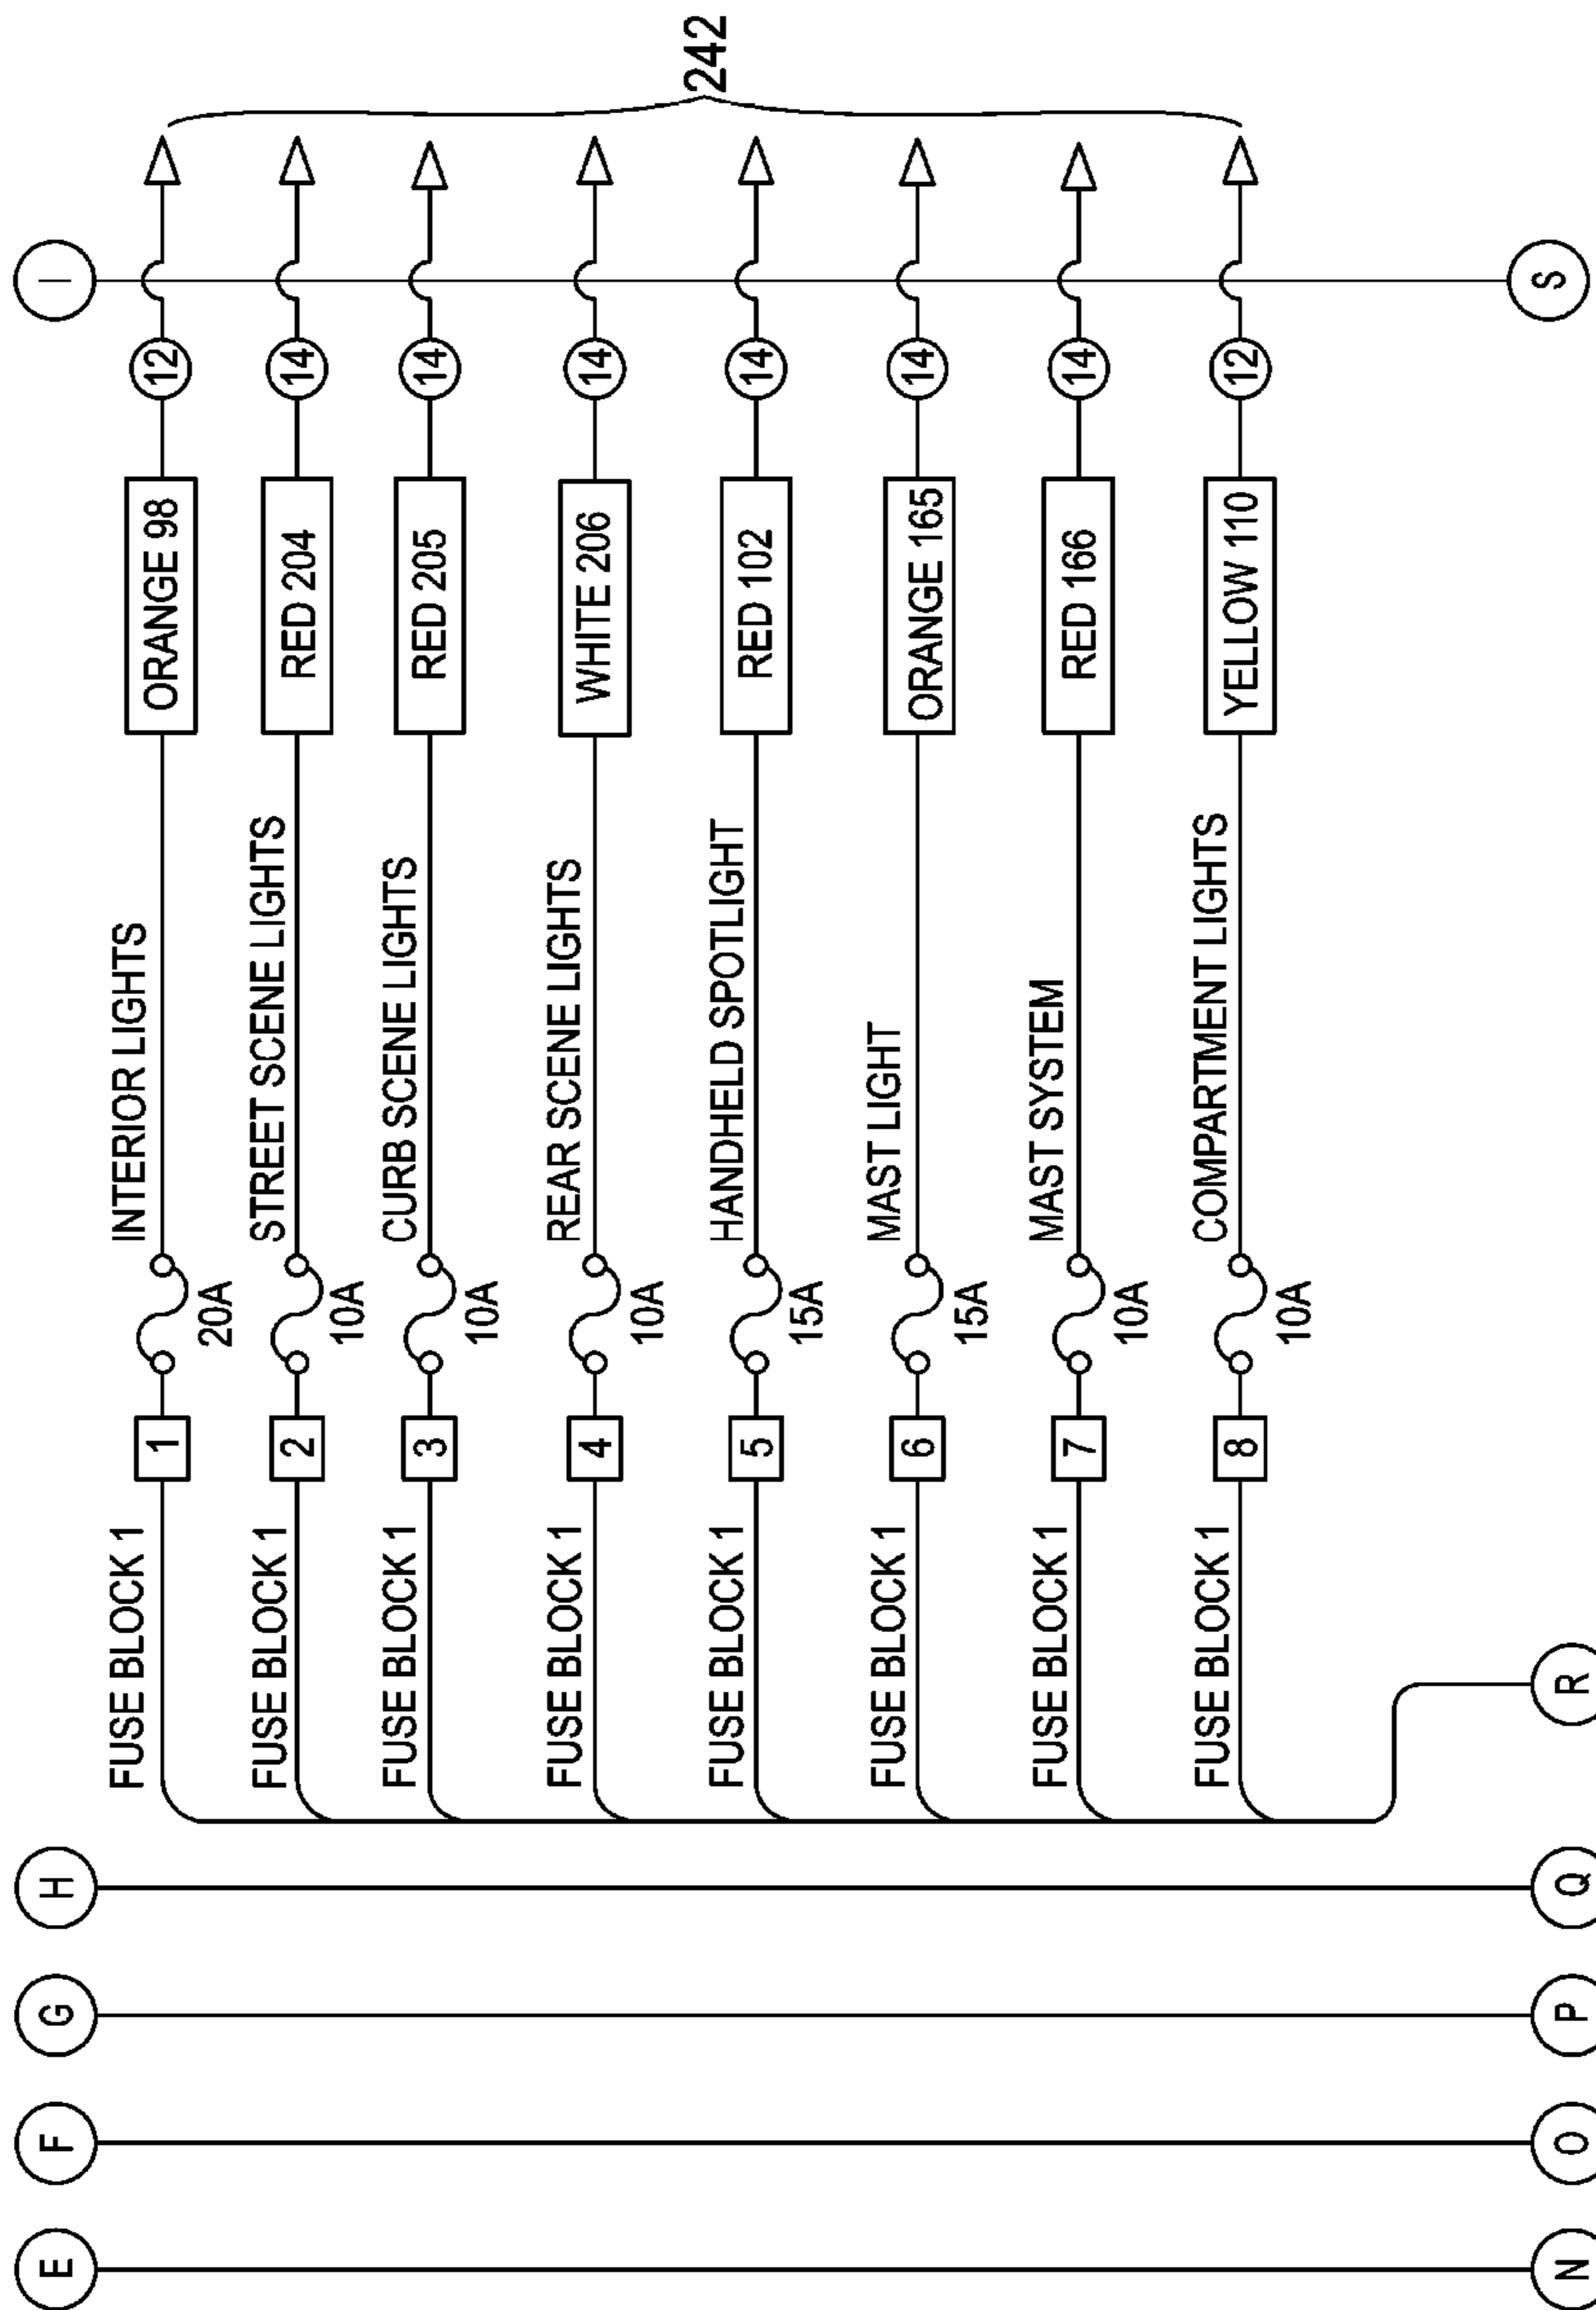 E
F
G
H
I
FUSE BLOCK 1
1
20A
INTERIOR LIGHTS
ORANGE 98
12
FUSE BLOCK 1
2
10A
STREET SCENE LIGHTS
RED 204
14
FUSE BLOCK 1
3
10A
CURB SCENE LIGHTS
RED 205
14
FUSE BLOCK 1
4
10A
REAR SCENE LIGHTS
WHITE 206
14
242
FUSE BLOCK 1
5
15A
HANDHELD SPOTLIGHT
RED 102
14
FUSE BLOCK 1
6
15A
MAST LIGHT
ORANGE 165
14
FUSE BLOCK 1
7
10A
MAST SYSTEM
RED 166
14
FUSE BLOCK 1
8
10A
COMPARTMENT LIGHTS
YELLOW 110
12
N
O
P
Q
R
S